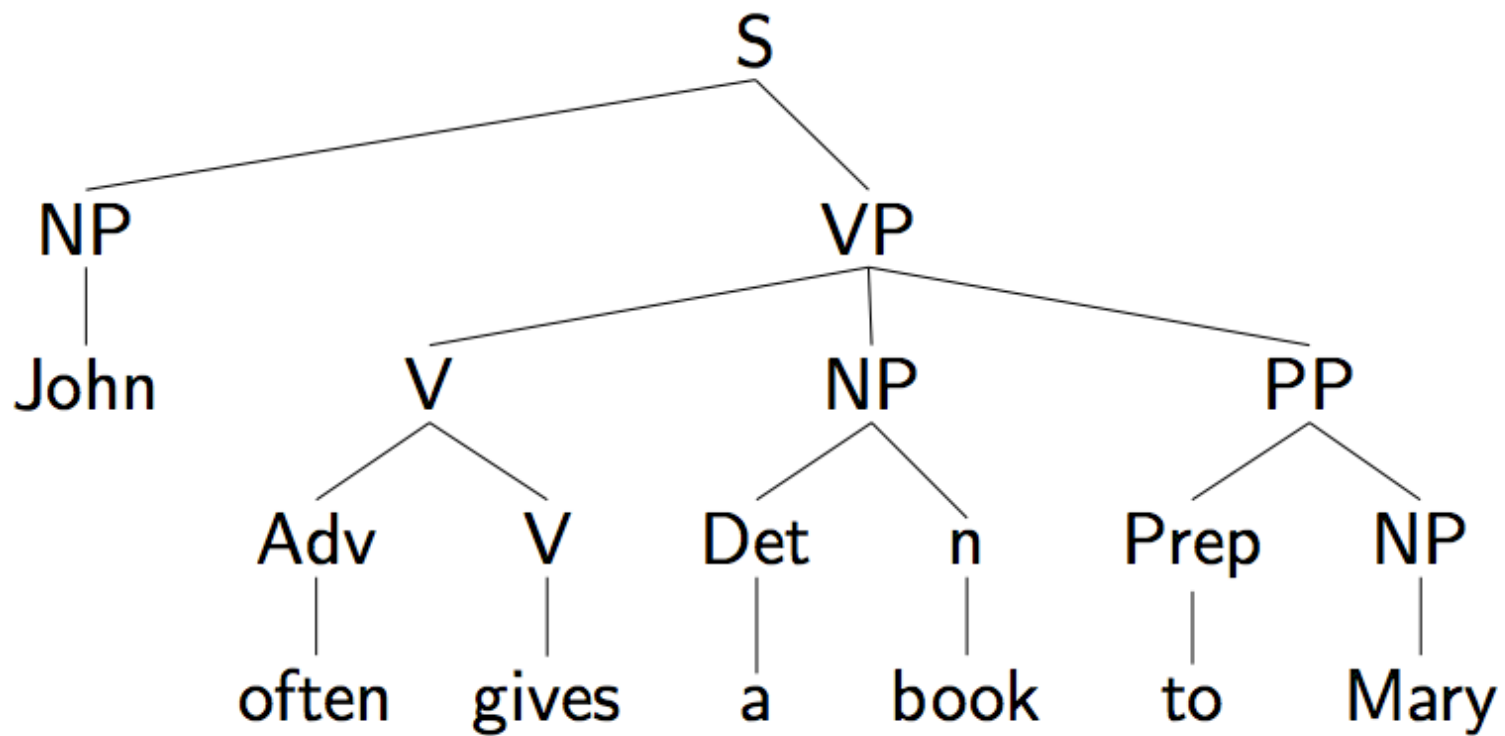 S
NP VP
John V NP PP
Adv V Det n Prep NP
often gives a book to Mary